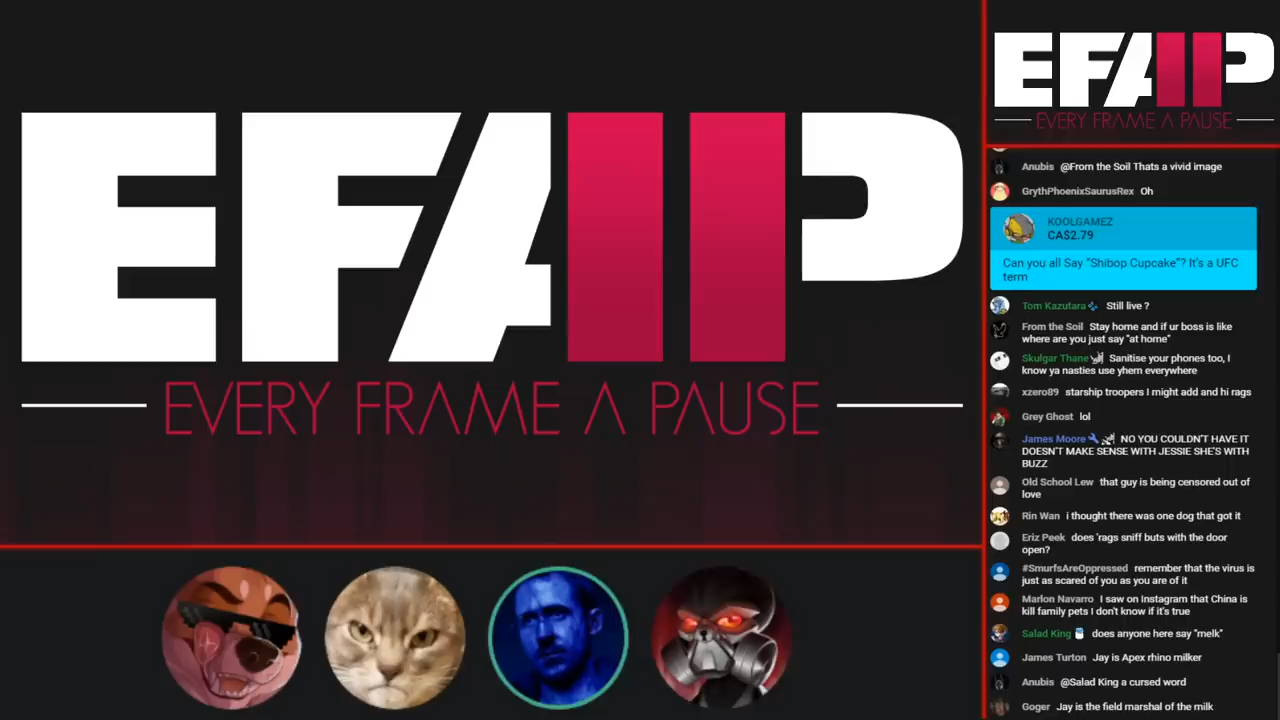 EFAP
EVERY FRAME A PAUSE
EFAP
EVERY FRAME A PAUSE
Anubis @From the Soil Thats a vivid image
GrythPhoenixSaurusRex Oh
KOOLGAMEZ
CA$2.79
Can you all Say "Shibop Cupcake"? It's a UFC
term
Tom Kazutara Still live ?
From the Soil Stay home and if ur boss is like
where are you just say "at home"
Skulgar Thane Sanitise your phones too, I
know ya nasties use yhem everywhere
xzero89 starship troopers I might add and hi rags
Grey Ghost lol
James Moore NO YOU COULDN'T HAVE IT
DOESN'T MAKE SENSE WITH JESSIE SHE'S WITH
BUZZ
Old School Lew that guy is being censored out of
love
Rin Wan i thought there was one dog that got it
Eriz Peek does 'rags sniff buts with the door
open?
#SmurfsAreOppressed remember that the virus is
just as scared of you as you are of it
Marlon Navarro I saw on Instagram that China is
kill family pets I don't know if it's true
Salad King does anyone here say "melk"
James Turton Jay is Apex rhino milker
Anubis @Salad King a cursed word
Goger Jay is the field marshal of the milk